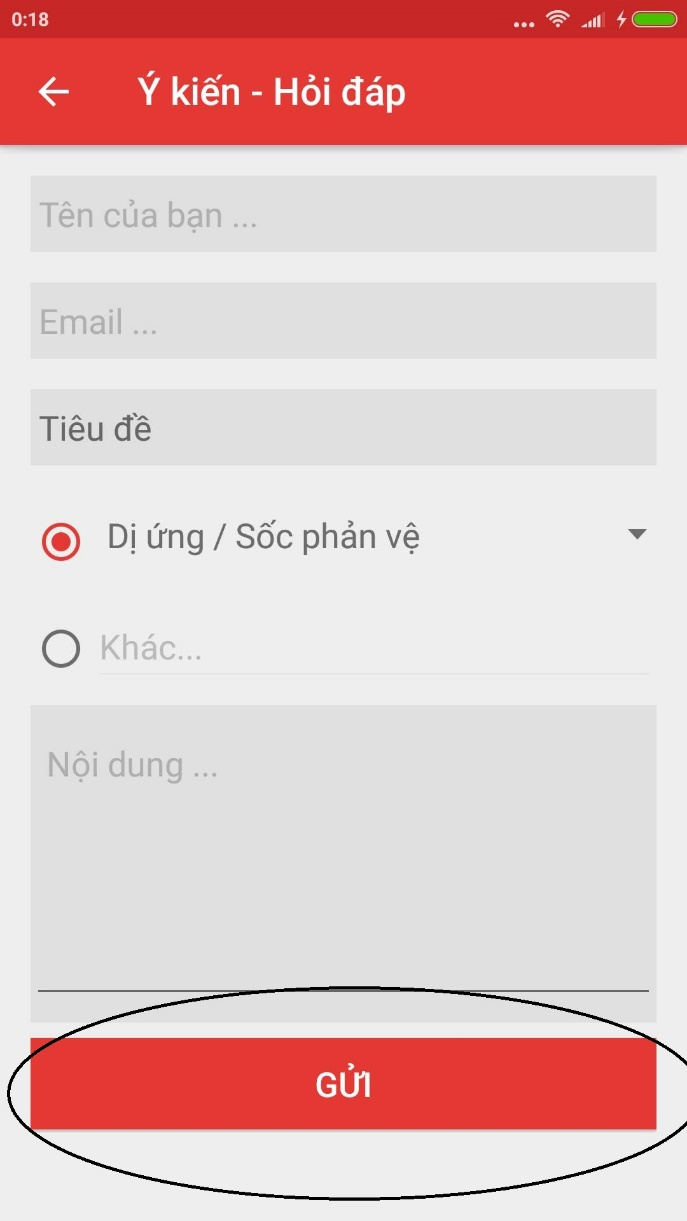 0:18
Ý kiến - Hỏi đáp
Tên của bạn ...
Email ...
Tiêu đề
Dị ứng / Sốc phản vệ
Khác...
Nội dung ...
GỬI